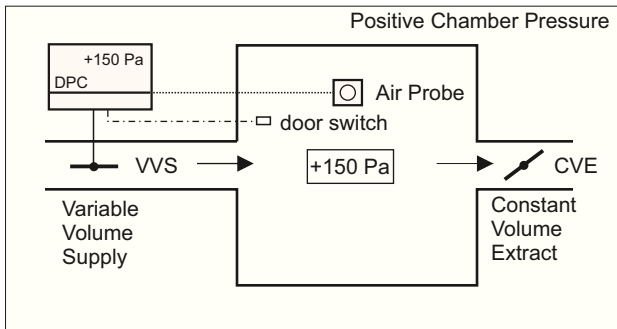 Positive Chamber Pressure
+150 Pa
DPC
Air Probe
door switch
VVS
+150 Pa
CVE
Variable
Volume
Supply
Constant
Volume
Extract